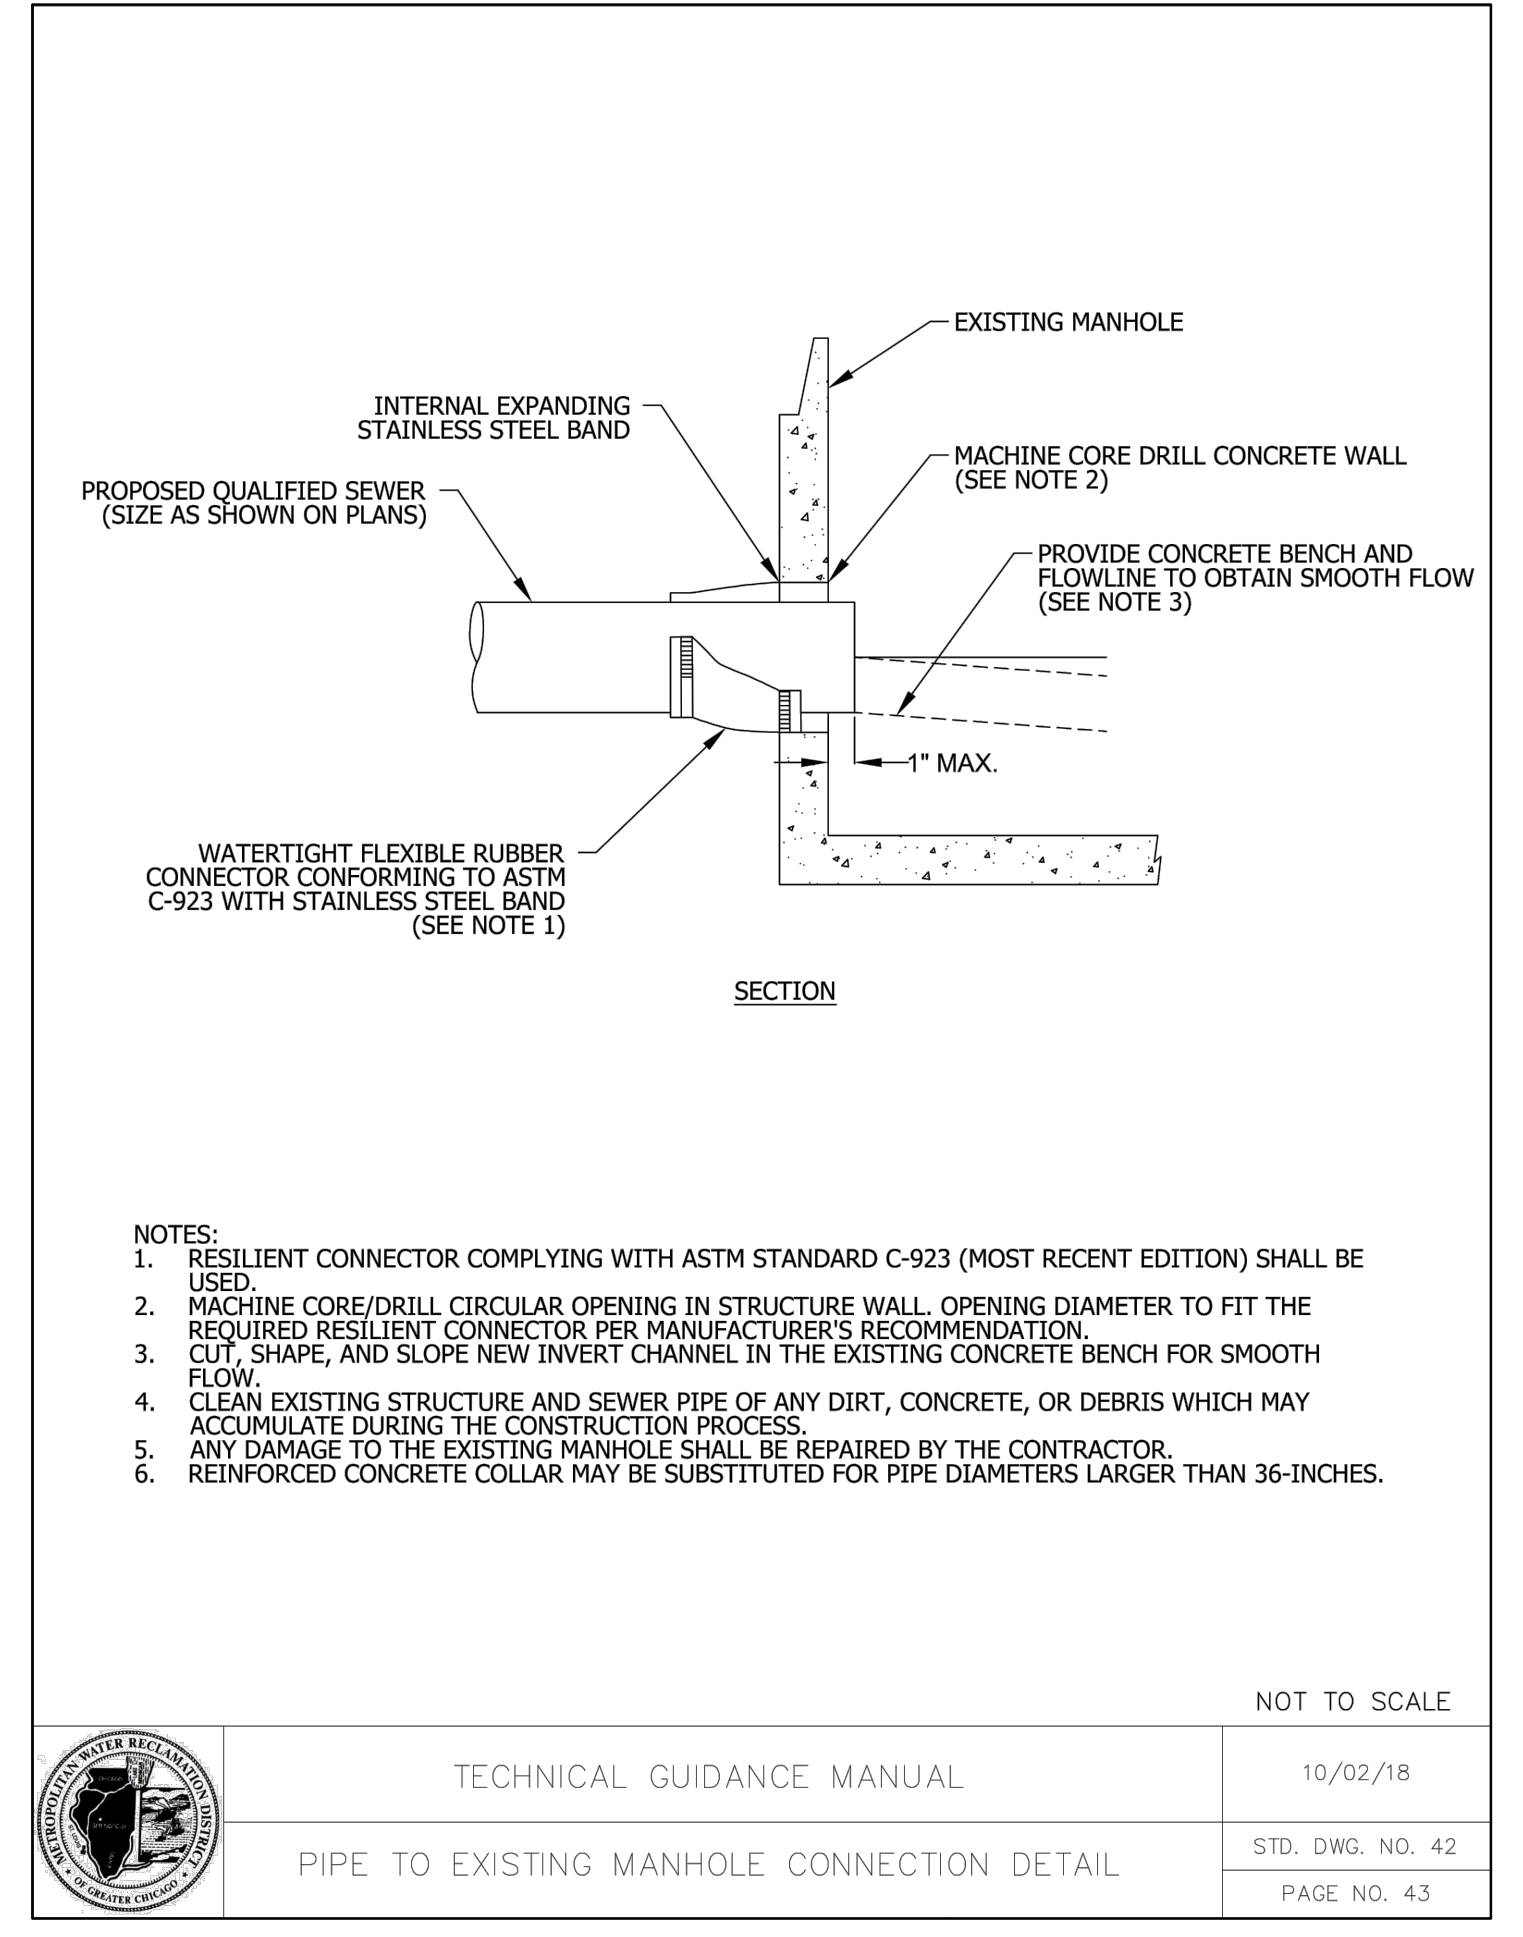 EXISTING MANHOLE
INTERNAL EXPANDING
STAINLESS STEEL BAND
MACHINE CORE DRILL CONCRETE WALL
(SEE NOTE 2)
PROPOSED QUALIFIED SEWER
(SIZE AS SHOWN ON PLANS)
PROVIDE CONCRETE BENCH AND
FLOWLINE TO OBTAIN SMOOTH FLOW
(SEE NOTE 3)
1" MAX.
WATERTIGHT FLEXIBLE RUBBER
CONNECTOR CONFORMING TO ASTM
C-923 WITH STAINLESS STEEL BAND
(SEE NOTE 1)
SECTION
NOTES:
1. RESILIENT CONNECTOR COMPLYING WITH ASTM STANDARD C-923 (MOST RECENT EDITION) SHALL BE
USED.
2. MACHINE CORE/DRILL CIRCULAR OPENING IN STRUCTURE WALL. OPENING DIAMETER TO FIT THE
REQUIRED RESILIENT CONNECTOR PER MANUFACTURER'S RECOMMENDATION.
3. CUT, SHAPE, AND SLOPE NEW INVERT CHANNEL IN THE EXISTING CONCRETE BENCH FOR SMOOTH
FLOW.
4. CLEAN EXISTING STRUCTURE AND SEWER PIPE OF ANY DIRT, CONCRETE, OR DEBRIS WHICH MAY
ACCUMULATE DURING THE CONSTRUCTION PROCESS.
5. ANY DAMAGE TO THE EXISTING MANHOLE SHALL BE REPAIRED BY THE CONTRACTOR.
6. REINFORCED CONCRETE COLLAR MAY BE SUBSTITUTED FOR PIPE DIAMETERS LARGER THAN 36-INCHES.
NOT TO SCALE
METROPOLITAN WATER RECLAMATION DISTRICT
OF GREATER CHICAGO
CHICAGO
SPRINGFIELD
ST. LOUIS
CAIRO
TECHNICAL GUIDANCE MANUAL
10/02/18
PIPE TO EXISTING MANHOLE CONNECTION DETAIL
STD. DWG. NO. 42
PAGE NO. 43